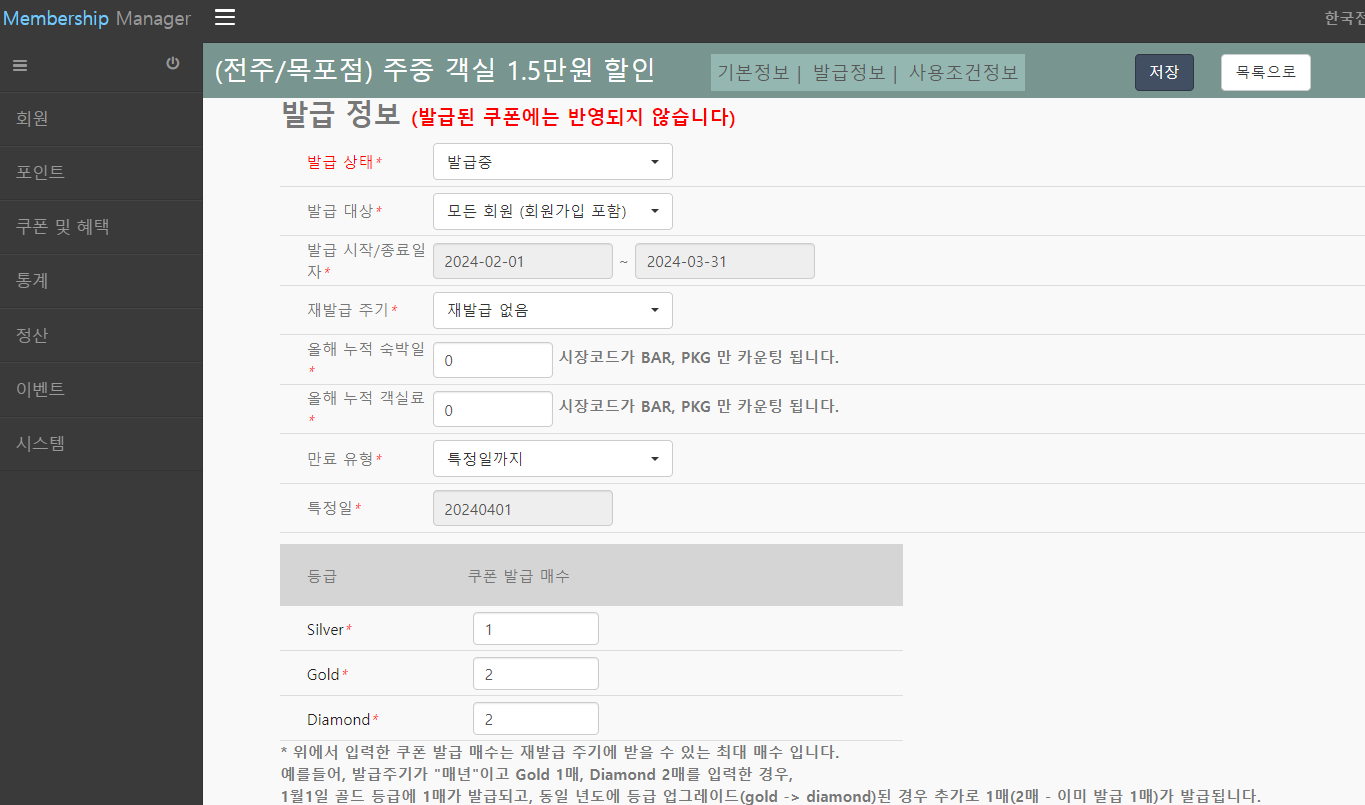 Membership Manager
한국전
(전주/목포점) 주중 객실 1.5만원 할인
기본정보 | 발급정보 | 사용조건정보
저장
목록으로
회원
포인트
쿠폰 및 혜택
통계
정산
이벤트
시스템
발급 정보 (발급된 쿠폰에는 반영되지 않습니다)
발급 상태* 발급중
발급 대상* 모든 회원 (회원가입 포함)
발급 시작/종료일
자* 2024-02-01 ~ 2024-03-31
재발급 주기* 재발급 없음
올해 누적 숙박일
* 0 시장코드가 BAR, PKG 만 카운팅 됩니다.
올해 누적 객실료
* 0 시장코드가 BAR, PKG 만 카운팅 됩니다.
만료 유형* 특정일까지
특정일* 20240401
등급 쿠폰 발급 매수
Silver* 1
Gold* 2
Diamond* 2
* 위에서 입력한 쿠폰 발급 매수는 재발급 주기에 받을 수 있는 최대 매수 입니다.
예를들어, 발급주기가 "매년"이고 Gold 1매, Diamond 2매를 입력한 경우,
1월1일 골드 등급에 1매가 발급되고, 동일 년도에 등급 업그레이드(gold -> diamond)된 경우 추가로 1매(2매 - 이미 발급 1매)가 발급됩니다.